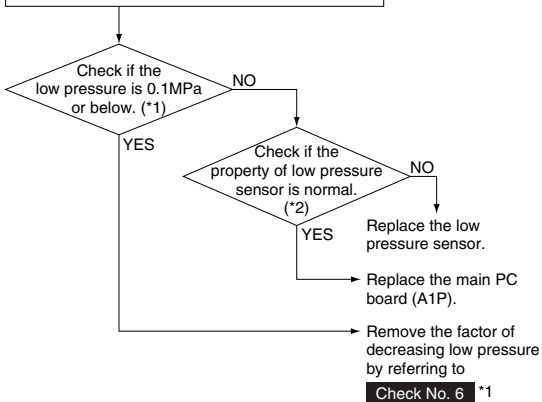 Check if the
low pressure is 0.1MPa
or below. (*1)
NO
YES
Check if the
property of low pressure
sensor is normal.
(*2)
NO
YES
Replace the low
pressure sensor.
Replace the main PC
board (A1P).
Remove the factor of
decreasing low pressure
by referring to
Check No. 6 *1